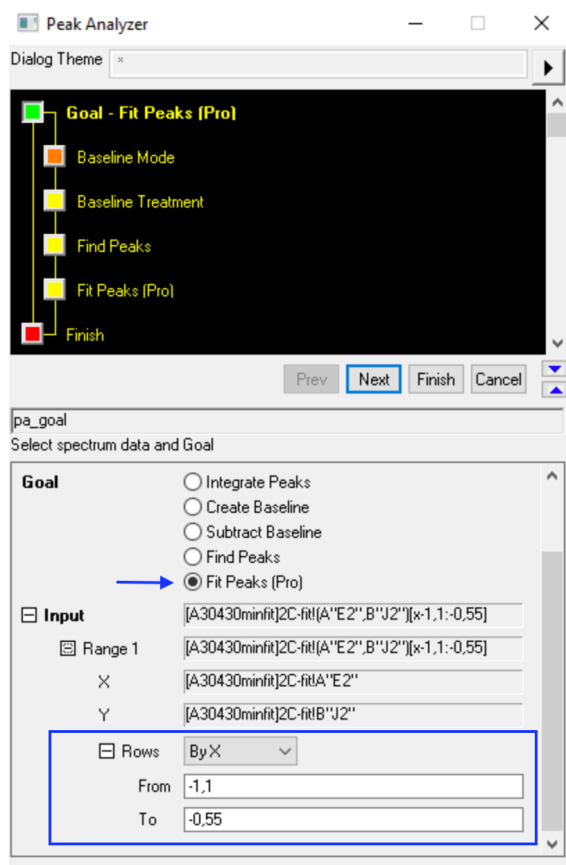 Peak Analyzer
Dialog Theme *
Goal - Fit Peaks (Pro)
Baseline Mode
Baseline Treatment
Find Peaks
Fit Peaks (Pro)
Finish
Prev Next Finish Cancel
pa_goal
Select spectrum data and Goal
Goal Integrate Peaks
Create Baseline
Subtract Baseline
Find Peaks
Fit Peaks (Pro)
Input [A30430minfit]2C-fit!(A"E2",B"J2")[x-1,1:-0,55]
Range 1 [A30430minfit]2C-fit!(A"E2",B"J2")[x-1,1:-0,55]
X [A30430minfit]2C-fit!A"E2"
Y [A30430minfit]2C-fit!B"J2"
Rows By X
From -1,1
To -0,55